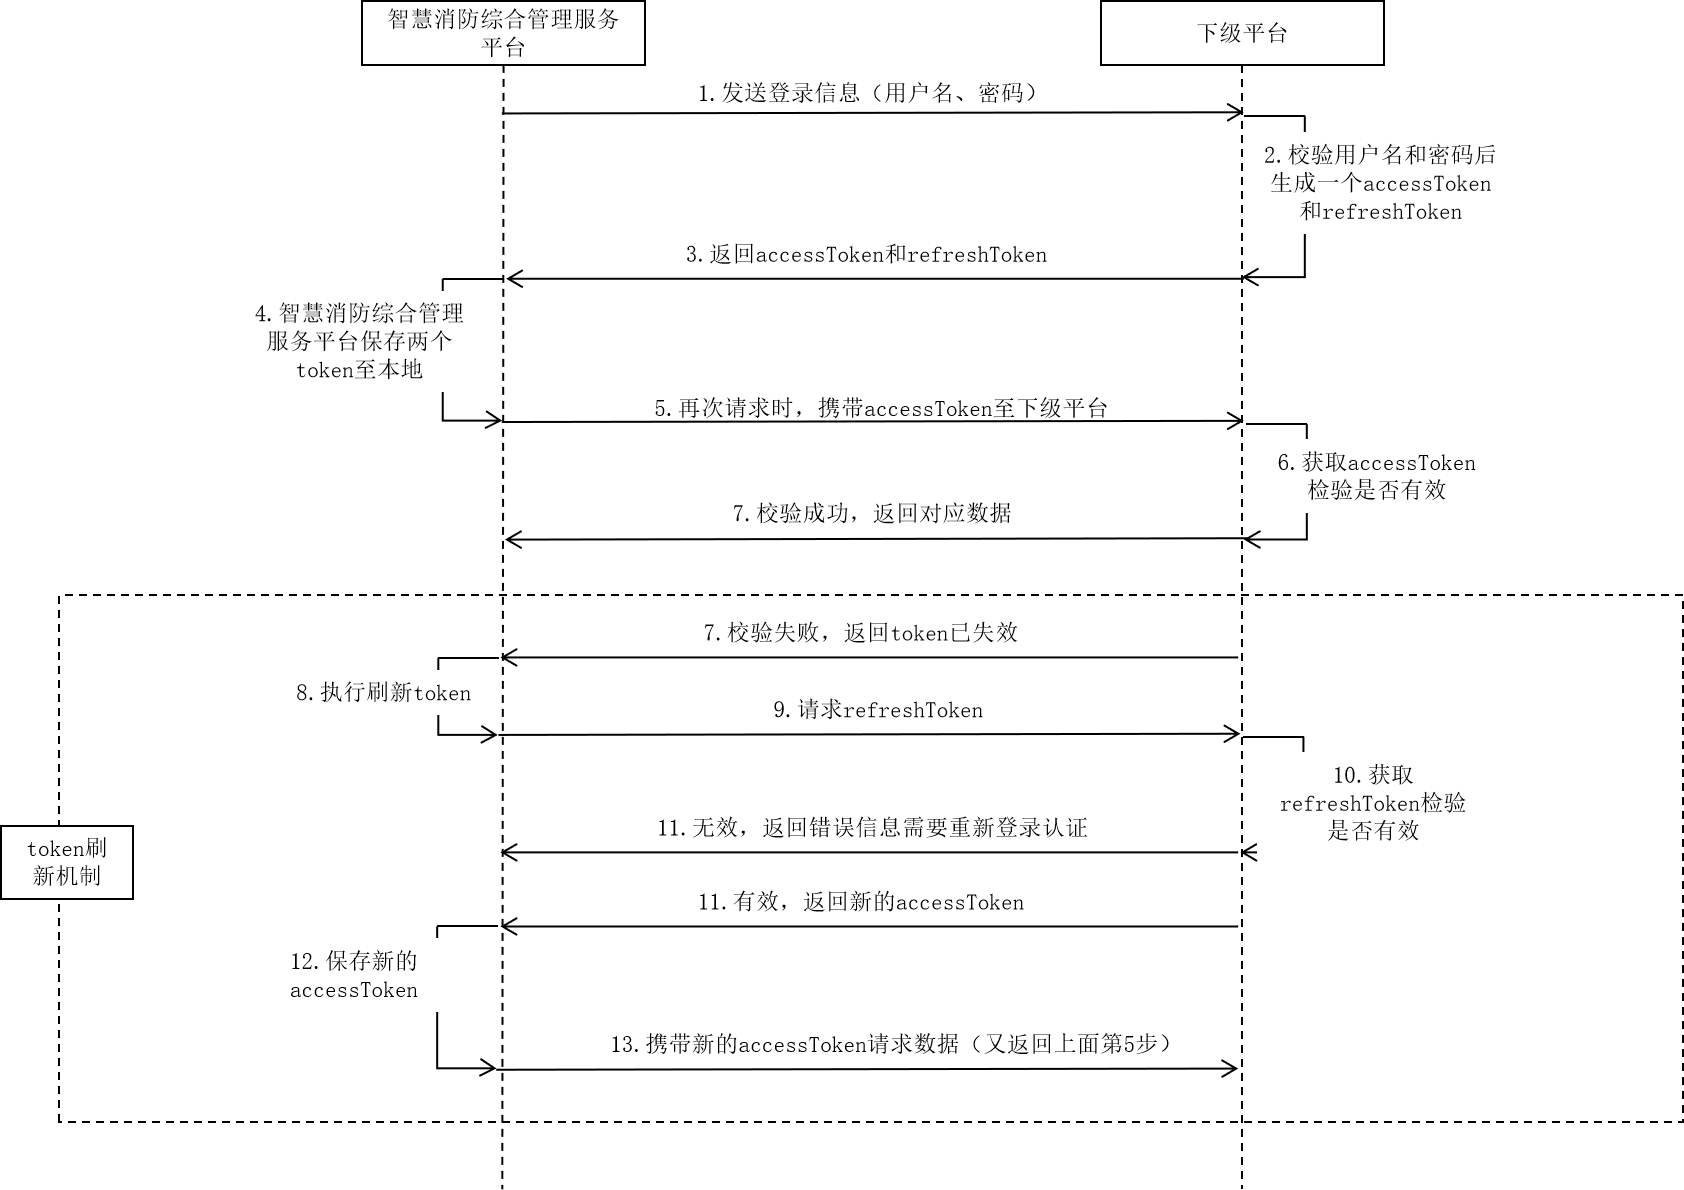 智慧消防综合管理服务
平台
下级平台
1.发送登录信息（用户名、密码）
2.校验用户名和密码后
生成一个accessToken
和refreshToken
3.返回accessToken和refreshToken
4.智慧消防综合管理
服务平台保存两个
token至本地
5.再次请求时，携带accessToken至下级平台
6.获取accessToken
检验是否有效
7.校验成功，返回对应数据
7.校验失败，返回token已失效
8.执行刷新token
9.请求refreshToken
10.获取
refreshToken检验
是否有效
11.无效，返回错误信息需要重新登录认证
token刷
新机制
11.有效，返回新的accessToken
12.保存新的
accessToken
13.携带新的accessToken请求数据（又返回上面第5步）